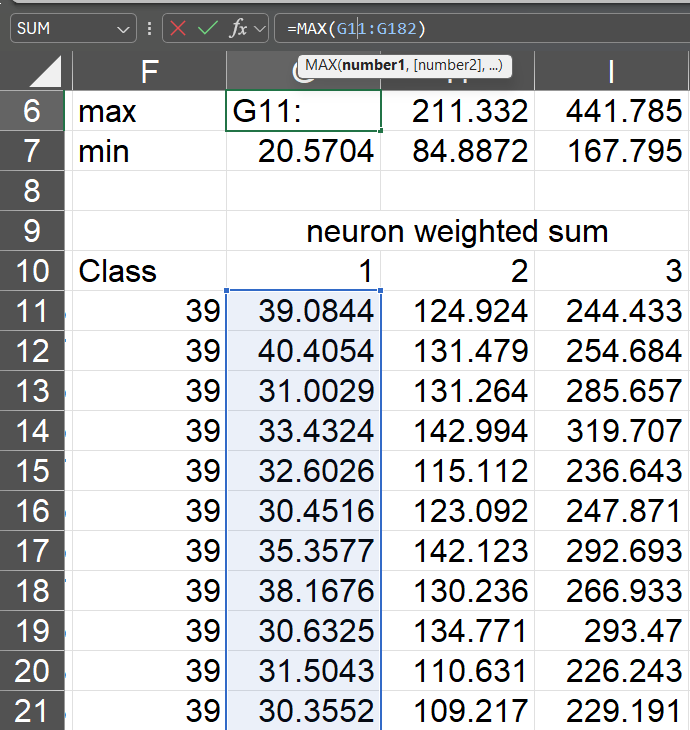 SUM fx =MAX(G11:G182)
MAX(number1, [number2], ...)
F I
6 max G11: 211.332 441.785
7 min 20.5704 84.8872 167.795
8
9 neuron weighted sum
10 Class 1 2 3
11 39 39.0844 124.924 244.433
12 39 40.4054 131.479 254.684
13 39 31.0029 131.264 285.657
14 39 33.4324 142.994 319.707
15 39 32.6026 115.112 236.643
16 39 30.4516 123.092 247.871
17 39 35.3577 142.123 292.693
18 39 38.1676 130.236 266.933
19 39 30.6325 134.771 293.47
20 39 31.5043 110.631 226.243
21 39 30.3552 109.217 229.191